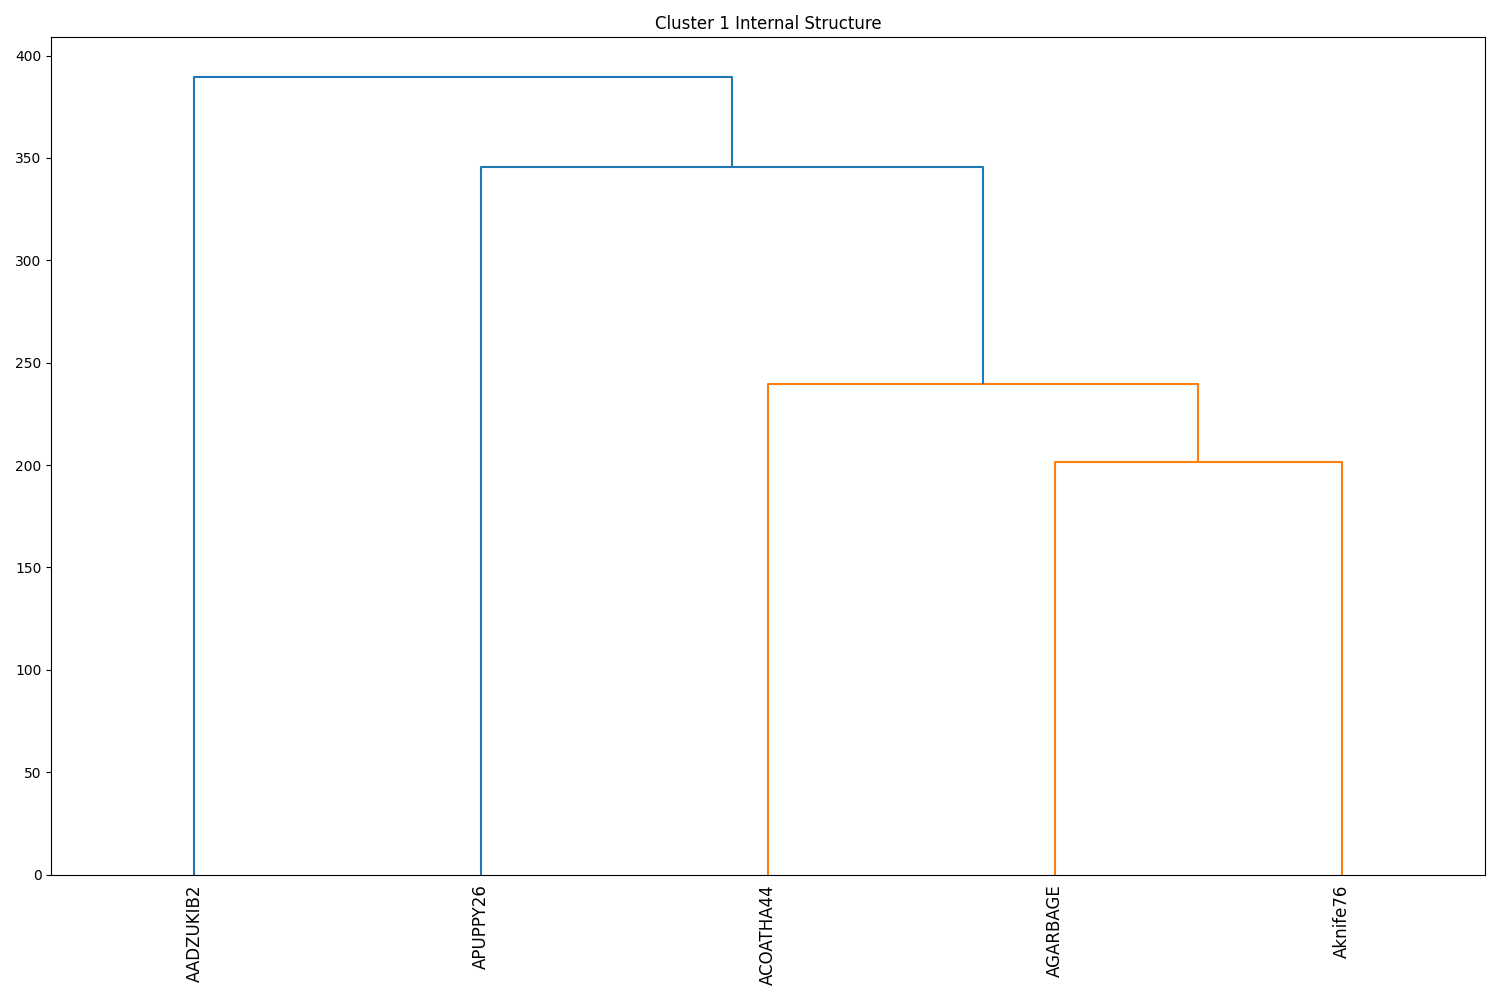 Cluster 1 Internal Structure
400
350
300
250
200
150
100
50
0
AADZUKIB2
APUPPY26
ACOATHA44
AGARBAGE
Aknife76